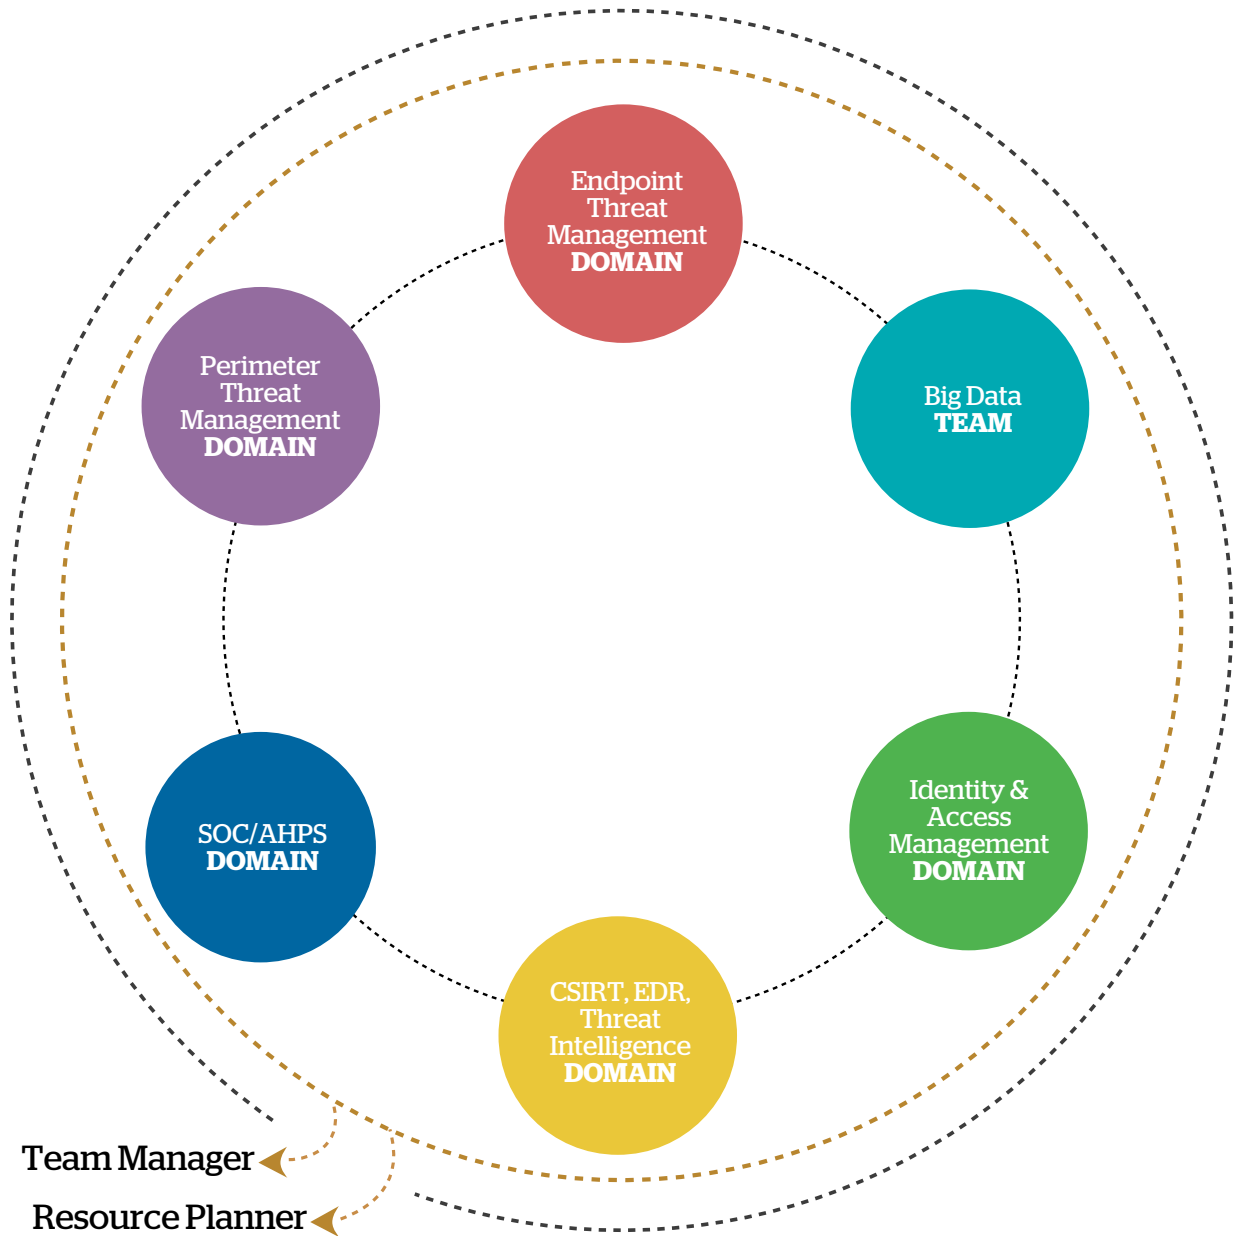 Endpoint
Threat
Management
DOMAIN
Big Data
TEAM
Identity &
Access
Management
DOMAIN
CSIRT, EDR,
Threat
Intelligence
DOMAIN
SOC/AHPS
DOMAIN
Perimeter
Threat
Management
DOMAIN
Team Manager
Resource Planner